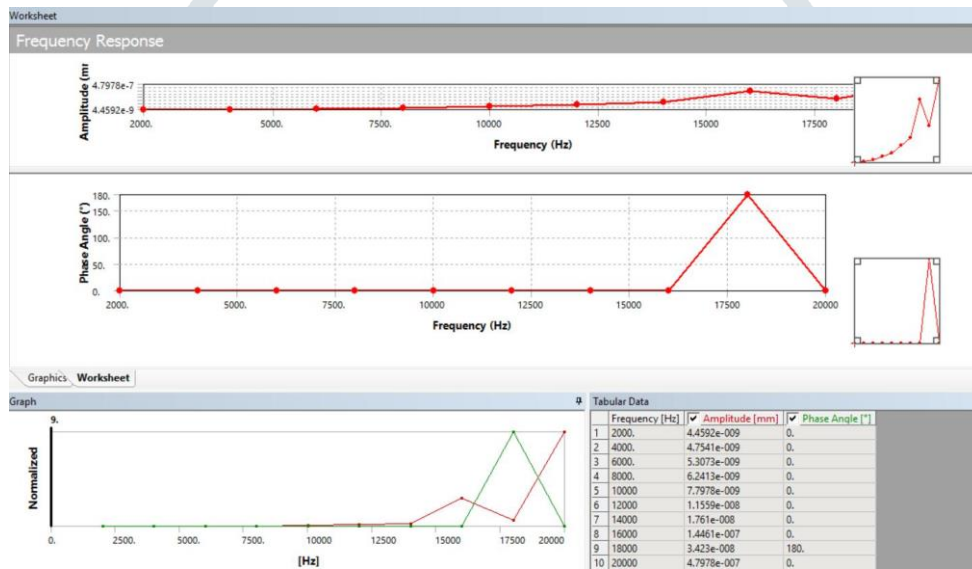 Worksheet
Frequency Response
Amplitude (mr
4.7978e-7
4.4592e-9
2000. 5000. 7500. 10000 12500 15000 17500
Frequency (Hz)
Phase Angle (°)
180.
150.
100.
50.
0.
2000. 5000. 7500. 10000 12500 15000 17500 20000
Frequency (Hz)
Graphics Worksheet
Graph
9.
Normalized
0. 2500. 5000. 7500. 10000 12500 15000 17500 20000
[Hz]
Tabular Data
Frequency [Hz] Amplitude [mm] Phase Angle [°]
1 2000. 4.4592e-009 0.
2 4000. 4.7541e-009 0.
3 6000. 5.3073e-009 0.
4 8000. 6.2413e-009 0.
5 10000 7.7978e-009 0.
6 12000 1.1559e-008 0.
7 14000 1.761e-008 0.
8 16000 1.4461e-007 0.
9 18000 3.423e-008 180.
10 20000 4.7978e-007 0.